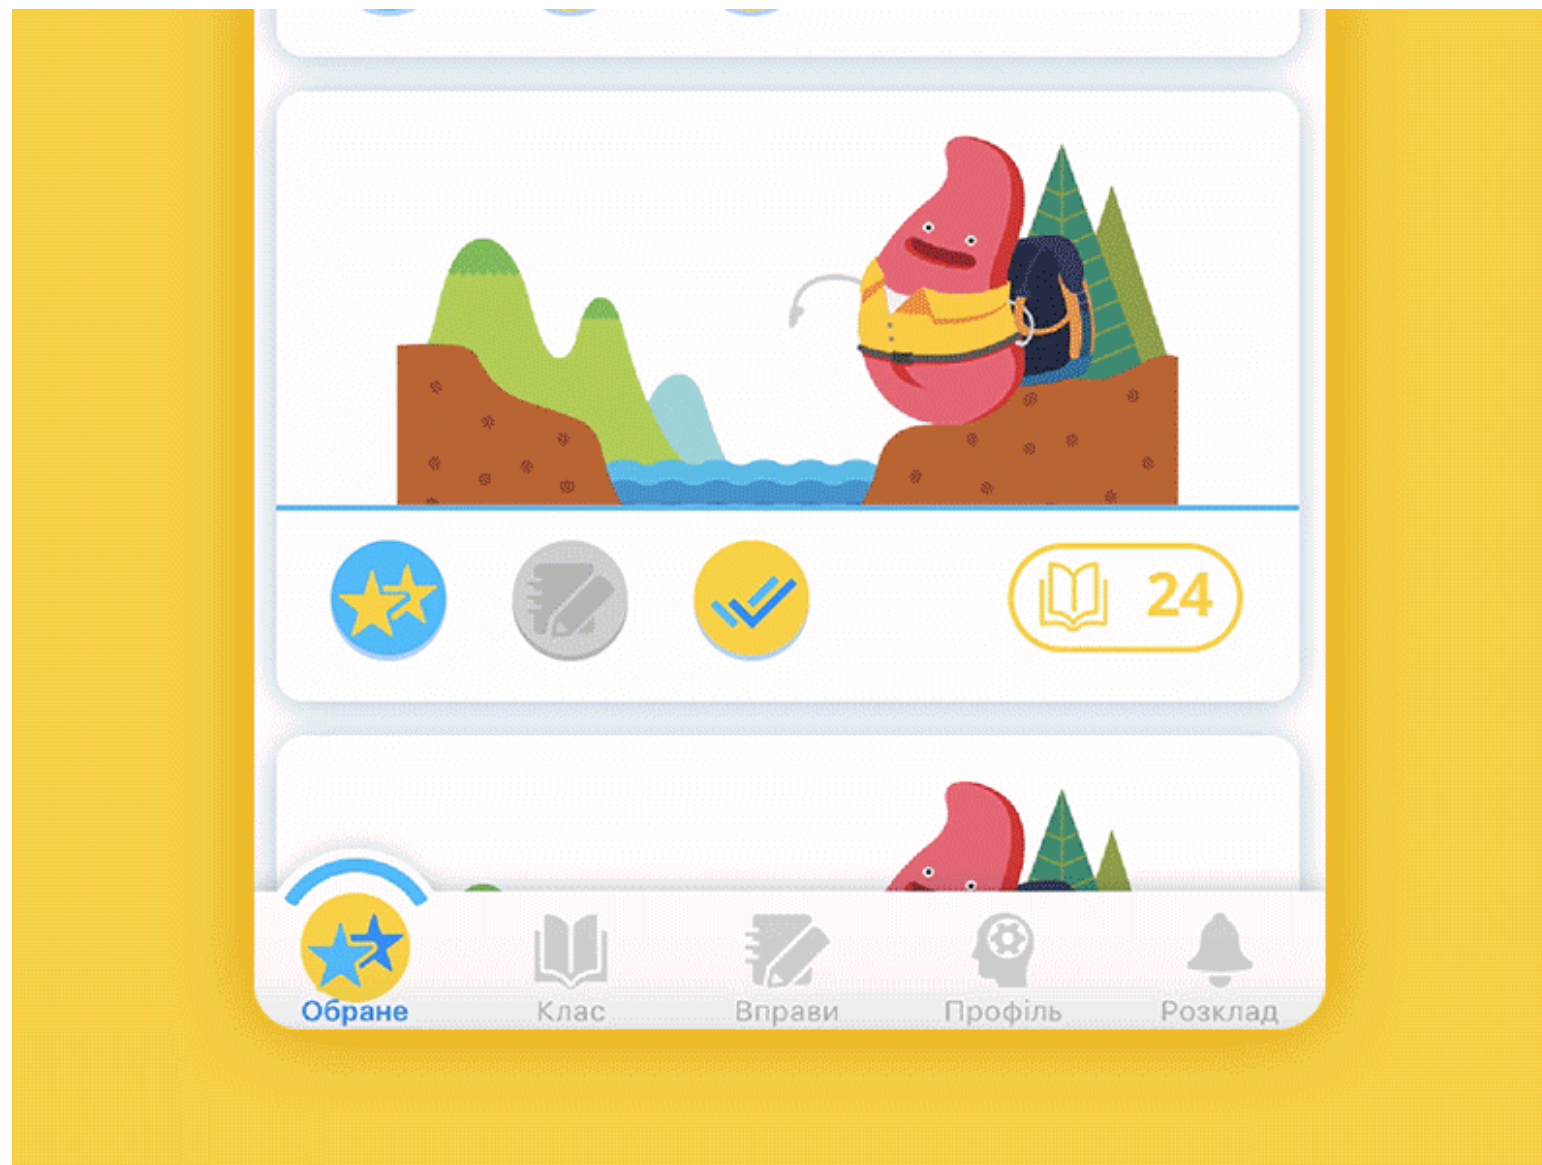 24
Обране
Клас
Вправи
Профіль
Розклад